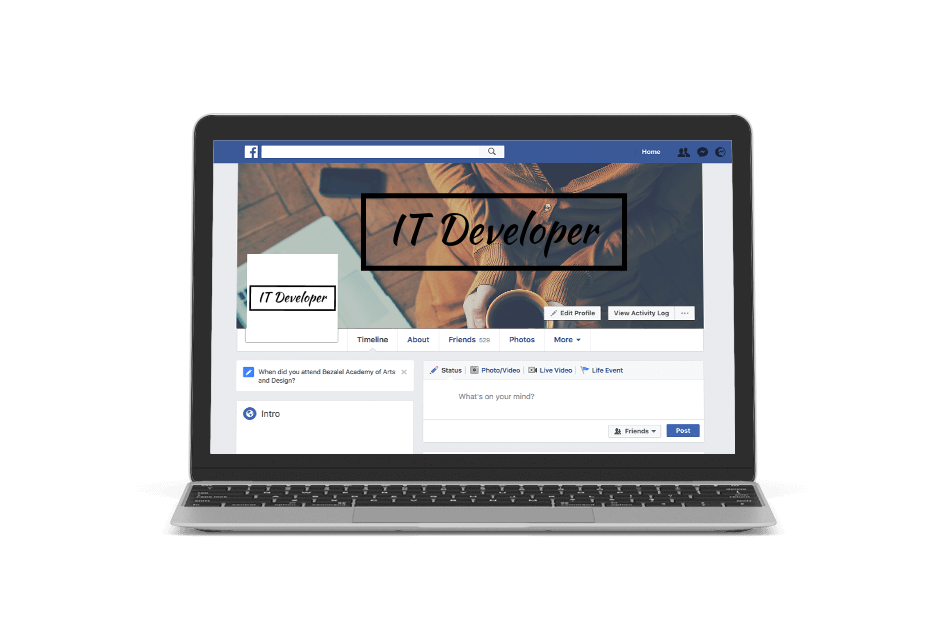 f
Home
IT Developer
IT Developer
Edit Profile
View Activity Log
...
Timeline
About
Friends 529
Photos
More
When did you attend Bezalel Academy of Arts
and Design?
Intro
Status
Photo/Video
Live Video
Life Event
What's on your mind?
Friends
Post